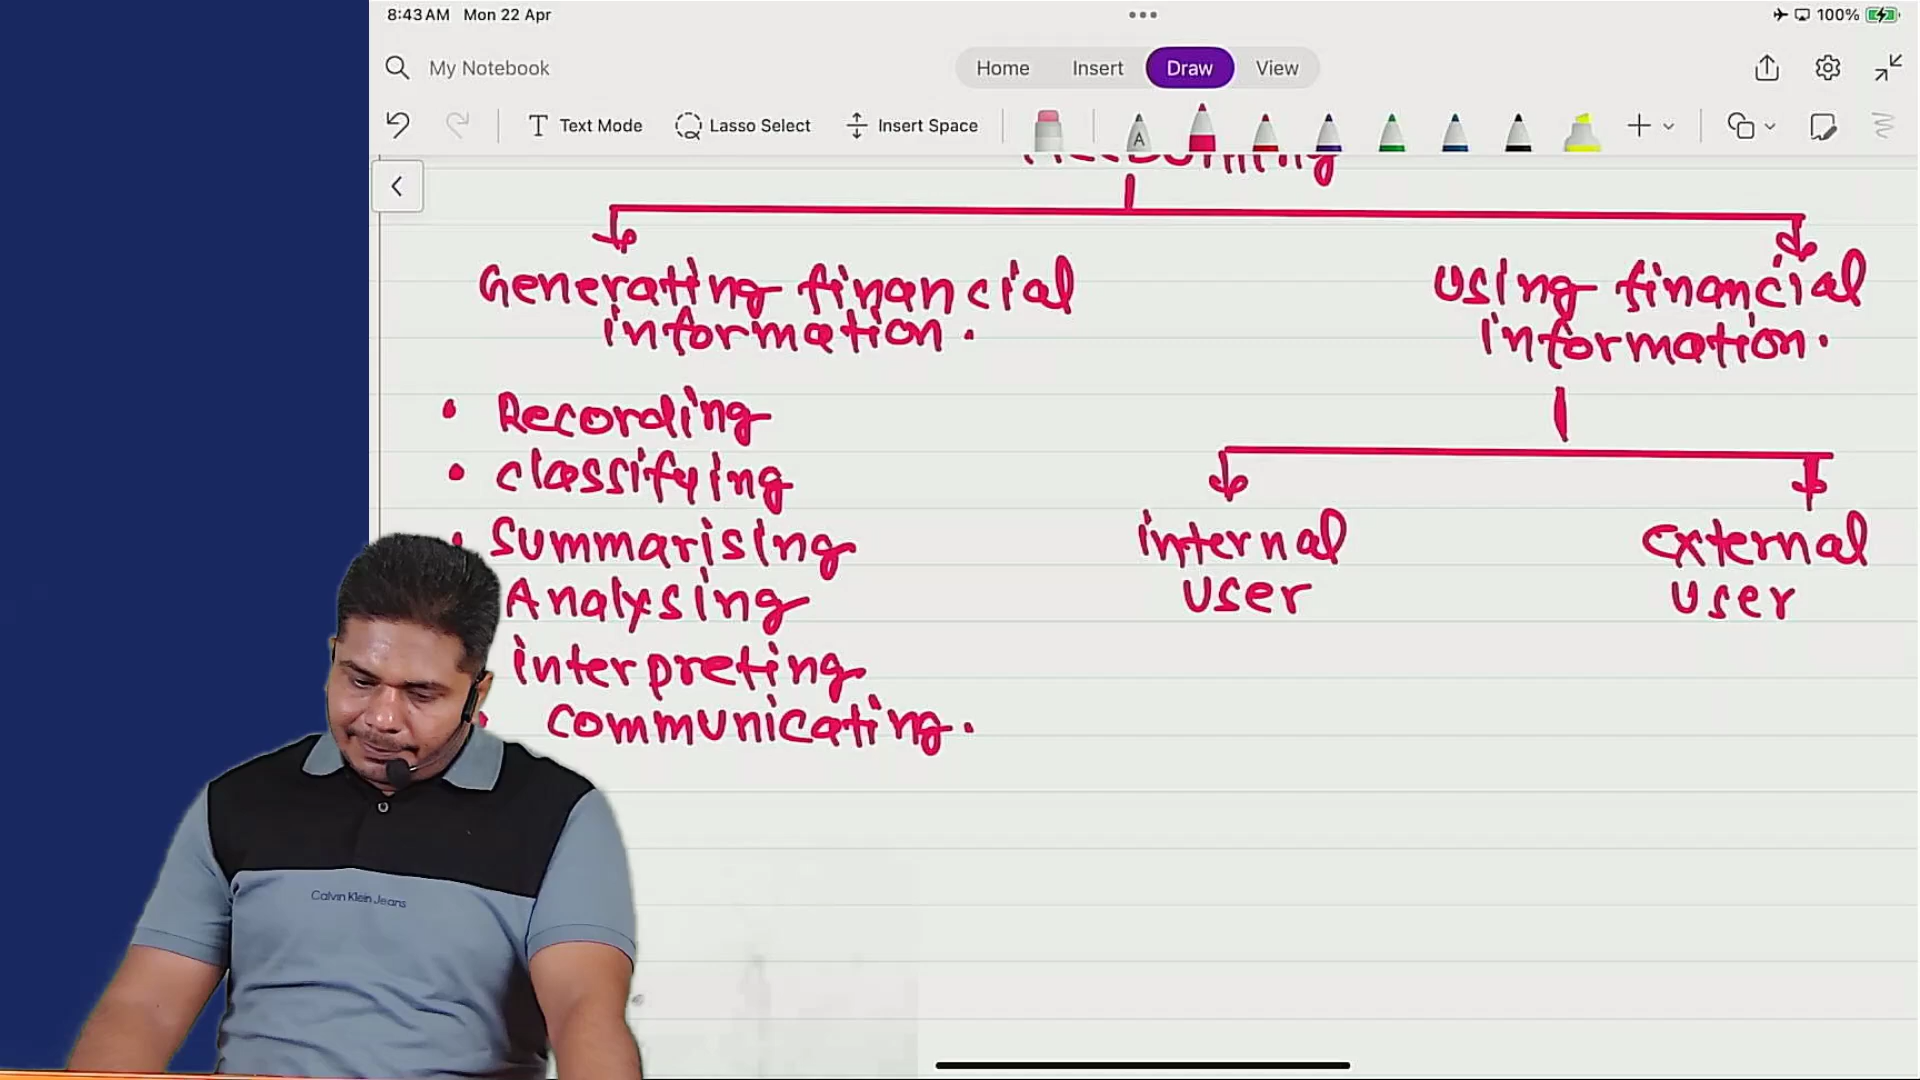 8:43 AM Mon 22 Apr
100%
My Notebook
Home Insert Draw View
Text Mode Lasso Select Insert Space
A
Accounting
Generating financial
information.
Using financial
information.
• Recording
• classifying
• Summarising
Analysing
interpreting
• communicating.
internal
user
external
user
Calvin Klein Jeans